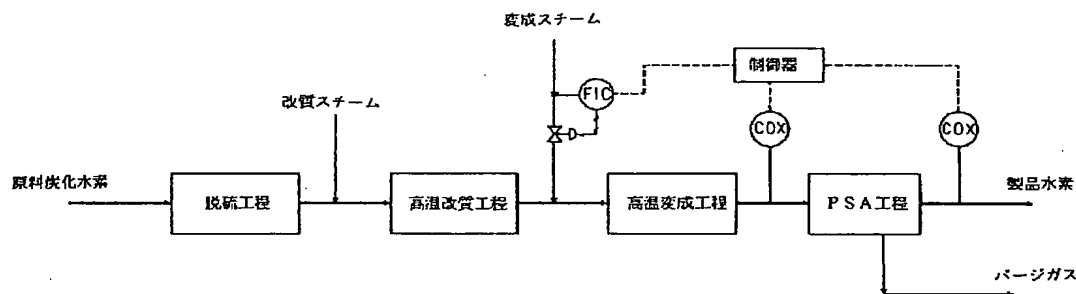 変成スチーム
制御器
FIC
改質スチーム
COX
COX
原料炭化水素
製品水素
脱硫工程
高温改質工程
高温変成工程
PSA工程
パージガス